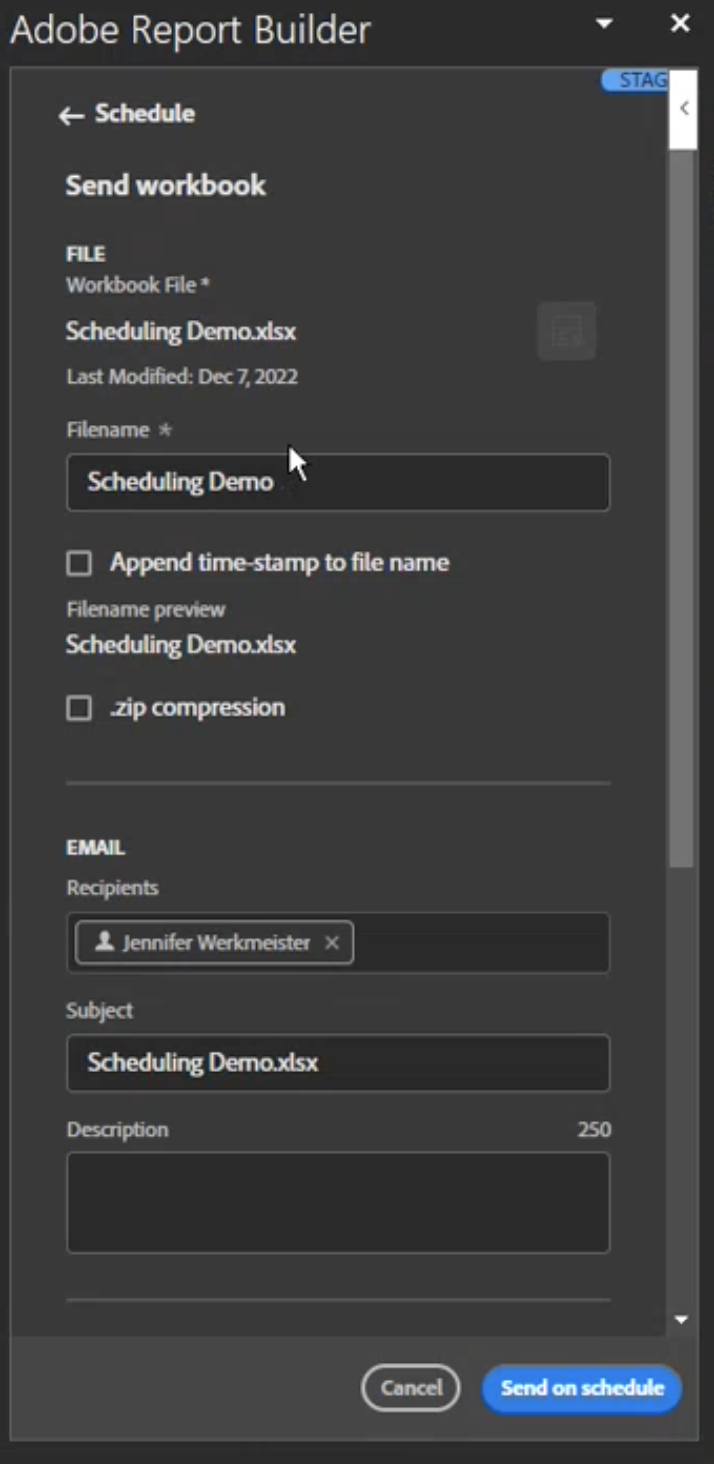 Adobe Report Builder
STAG
Schedule
Send workbook
FILE
Workbook File *
Scheduling Demo.xlsx
Last Modified: Dec 7, 2022
Filename *
Scheduling Demo
Append time-stamp to file name
Filename preview
Scheduling Demo.xlsx
.zip compression
EMAIL
Recipients
Jennifer Werkmeister
Subject
Scheduling Demo.xlsx
Description 250
Cancel Send on schedule